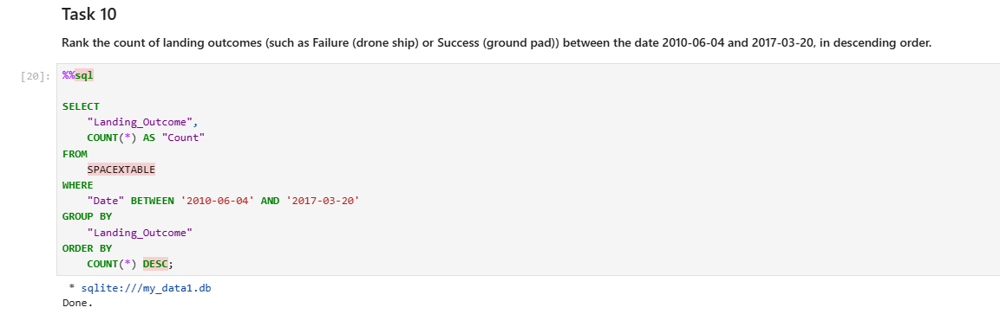 Task 10
Rank the count of landing outcomes (such as Failure (drone ship) or Success (ground pad)) between the date 2010-06-04 and 2017-03-20, in descending order.
[20]: %%sql
SELECT
"Landing_Outcome",
COUNT(*) AS "Count"
FROM
SPACEXTABLE
WHERE
"Date" BETWEEN '2010-06-04' AND '2017-03-20'
GROUP BY
"Landing_Outcome"
ORDER BY
COUNT(*) DESC;
* sqlite:///my_data1.db
Done.